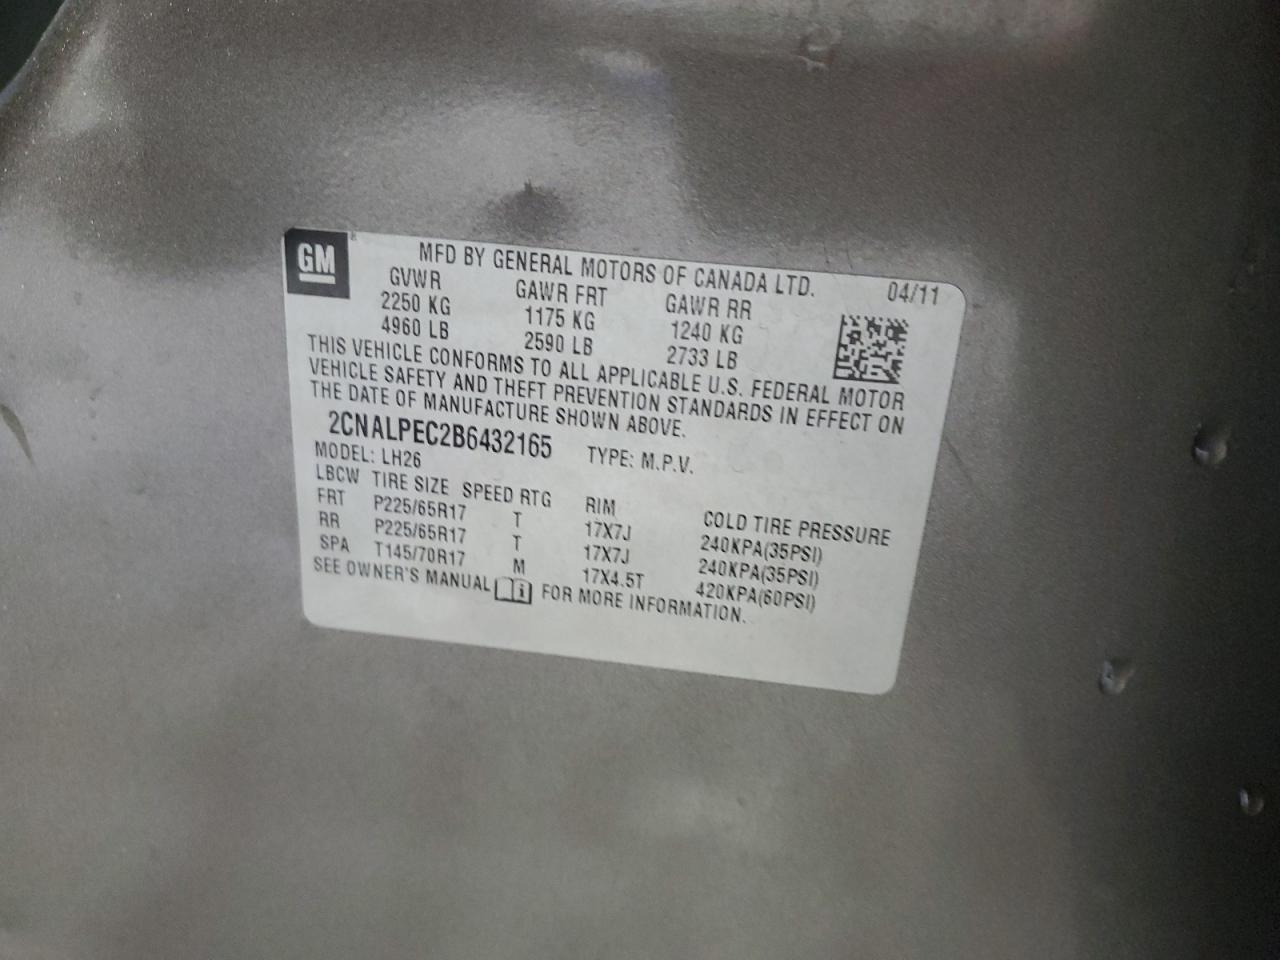 GM
MFD BY GENERAL MOTORS OF CANADA LTD. 04/11
GVWR GAWR FRT GAWR RR
2250 KG 1175 KG 1240 KG
4960 LB 2590 LB 2733 LB
THIS VEHICLE CONFORMS TO ALL APPLICABLE U.S. FEDERAL MOTOR
VEHICLE SAFETY AND THEFT PREVENTION STANDARDS IN EFFECT ON
THE DATE OF MANUFACTURE SHOWN ABOVE.
2CNALPEC2B6432165 TYPE: M.P.V.
MODEL: LH26
LBCW TIRE SIZE SPEED RTG RIM COLD TIRE PRESSURE
FRT P225/65R17 T 17X7J 240KPA(35PSI)
RR P225/65R17 T 17X7J 240KPA(35PSI)
SPA T145/70R17 M 17X4.5T 420KPA(60PSI)
SEE OWNER'S MANUAL FOR MORE INFORMATION.